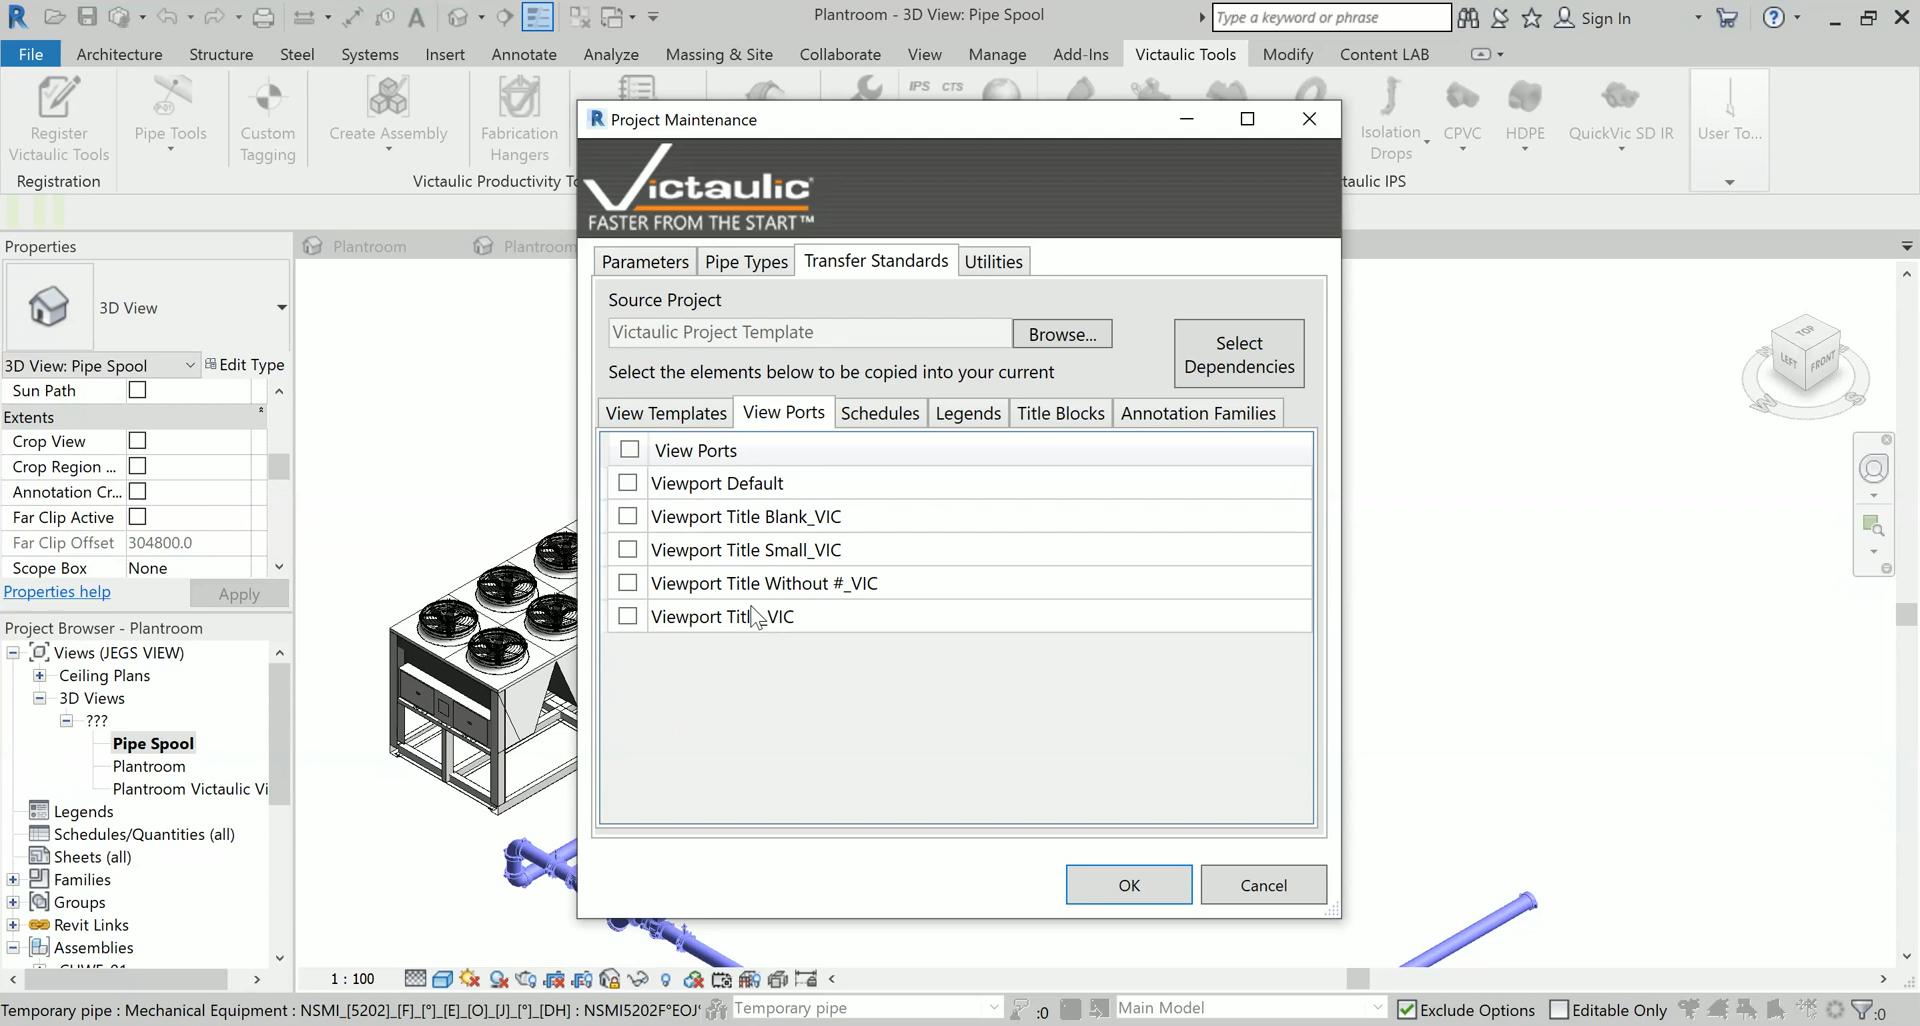 Plantroom - 3D View: Pipe Spool
Type a keyword or phrase
Sign In
File Architecture Structure Steel Systems Insert Annotate Analyze Massing & Site Collaborate View Manage Add-Ins Victaulic Tools Modify Content LAB
IPS CTS
Register
Victaulic Tools
Pipe Tools
Custom
Tagging
Create Assembly
Fabrication
Hangers
Isolation
Drops
CPVC
HDPE
QuickVic SD IR
User To...
Registration
Victaulic Productivity To
taulic IPS
Project Maintenance
Victaulic
FASTER FROM THE START™
Properties
Plantroom
Plantroom
3D View
3D View: Pipe Spool
Edit Type
Sun Path
Extents
Crop View
Crop Region ...
Annotation Cr...
Far Clip Active
Far Clip Offset 304800.0
Scope Box None
Properties help
Apply
Parameters Pipe Types Transfer Standards Utilities
Source Project
Victaulic Project Template
Browse...
Select
Dependencies
Select the elements below to be copied into your current
View Templates View Ports Schedules Legends Title Blocks Annotation Families
View Ports
Viewport Default
Viewport Title Blank_VIC
Viewport Title Small_VIC
Viewport Title Without #_VIC
Viewport Title_VIC
OK
Cancel
TOP
LEFT
FRONT
W
S
Project Browser - Plantroom
Views (JEGS VIEW)
Ceiling Plans
3D Views
???
Pipe Spool
Plantroom
Plantroom Victaulic Vi
Legends
Schedules/Quantities (all)
Sheets (all)
Families
Groups
Revit Links
Assemblies
1 : 100
Temporary pipe : Mechanical Equipment : NSMI_[5202]_[F]_[°]_[E]_[O]_[J]_[°]_[DH] : NSMI5202F°EOJ°
Temporary pipe
:0
Main Model
Exclude Options
Editable Only
:0